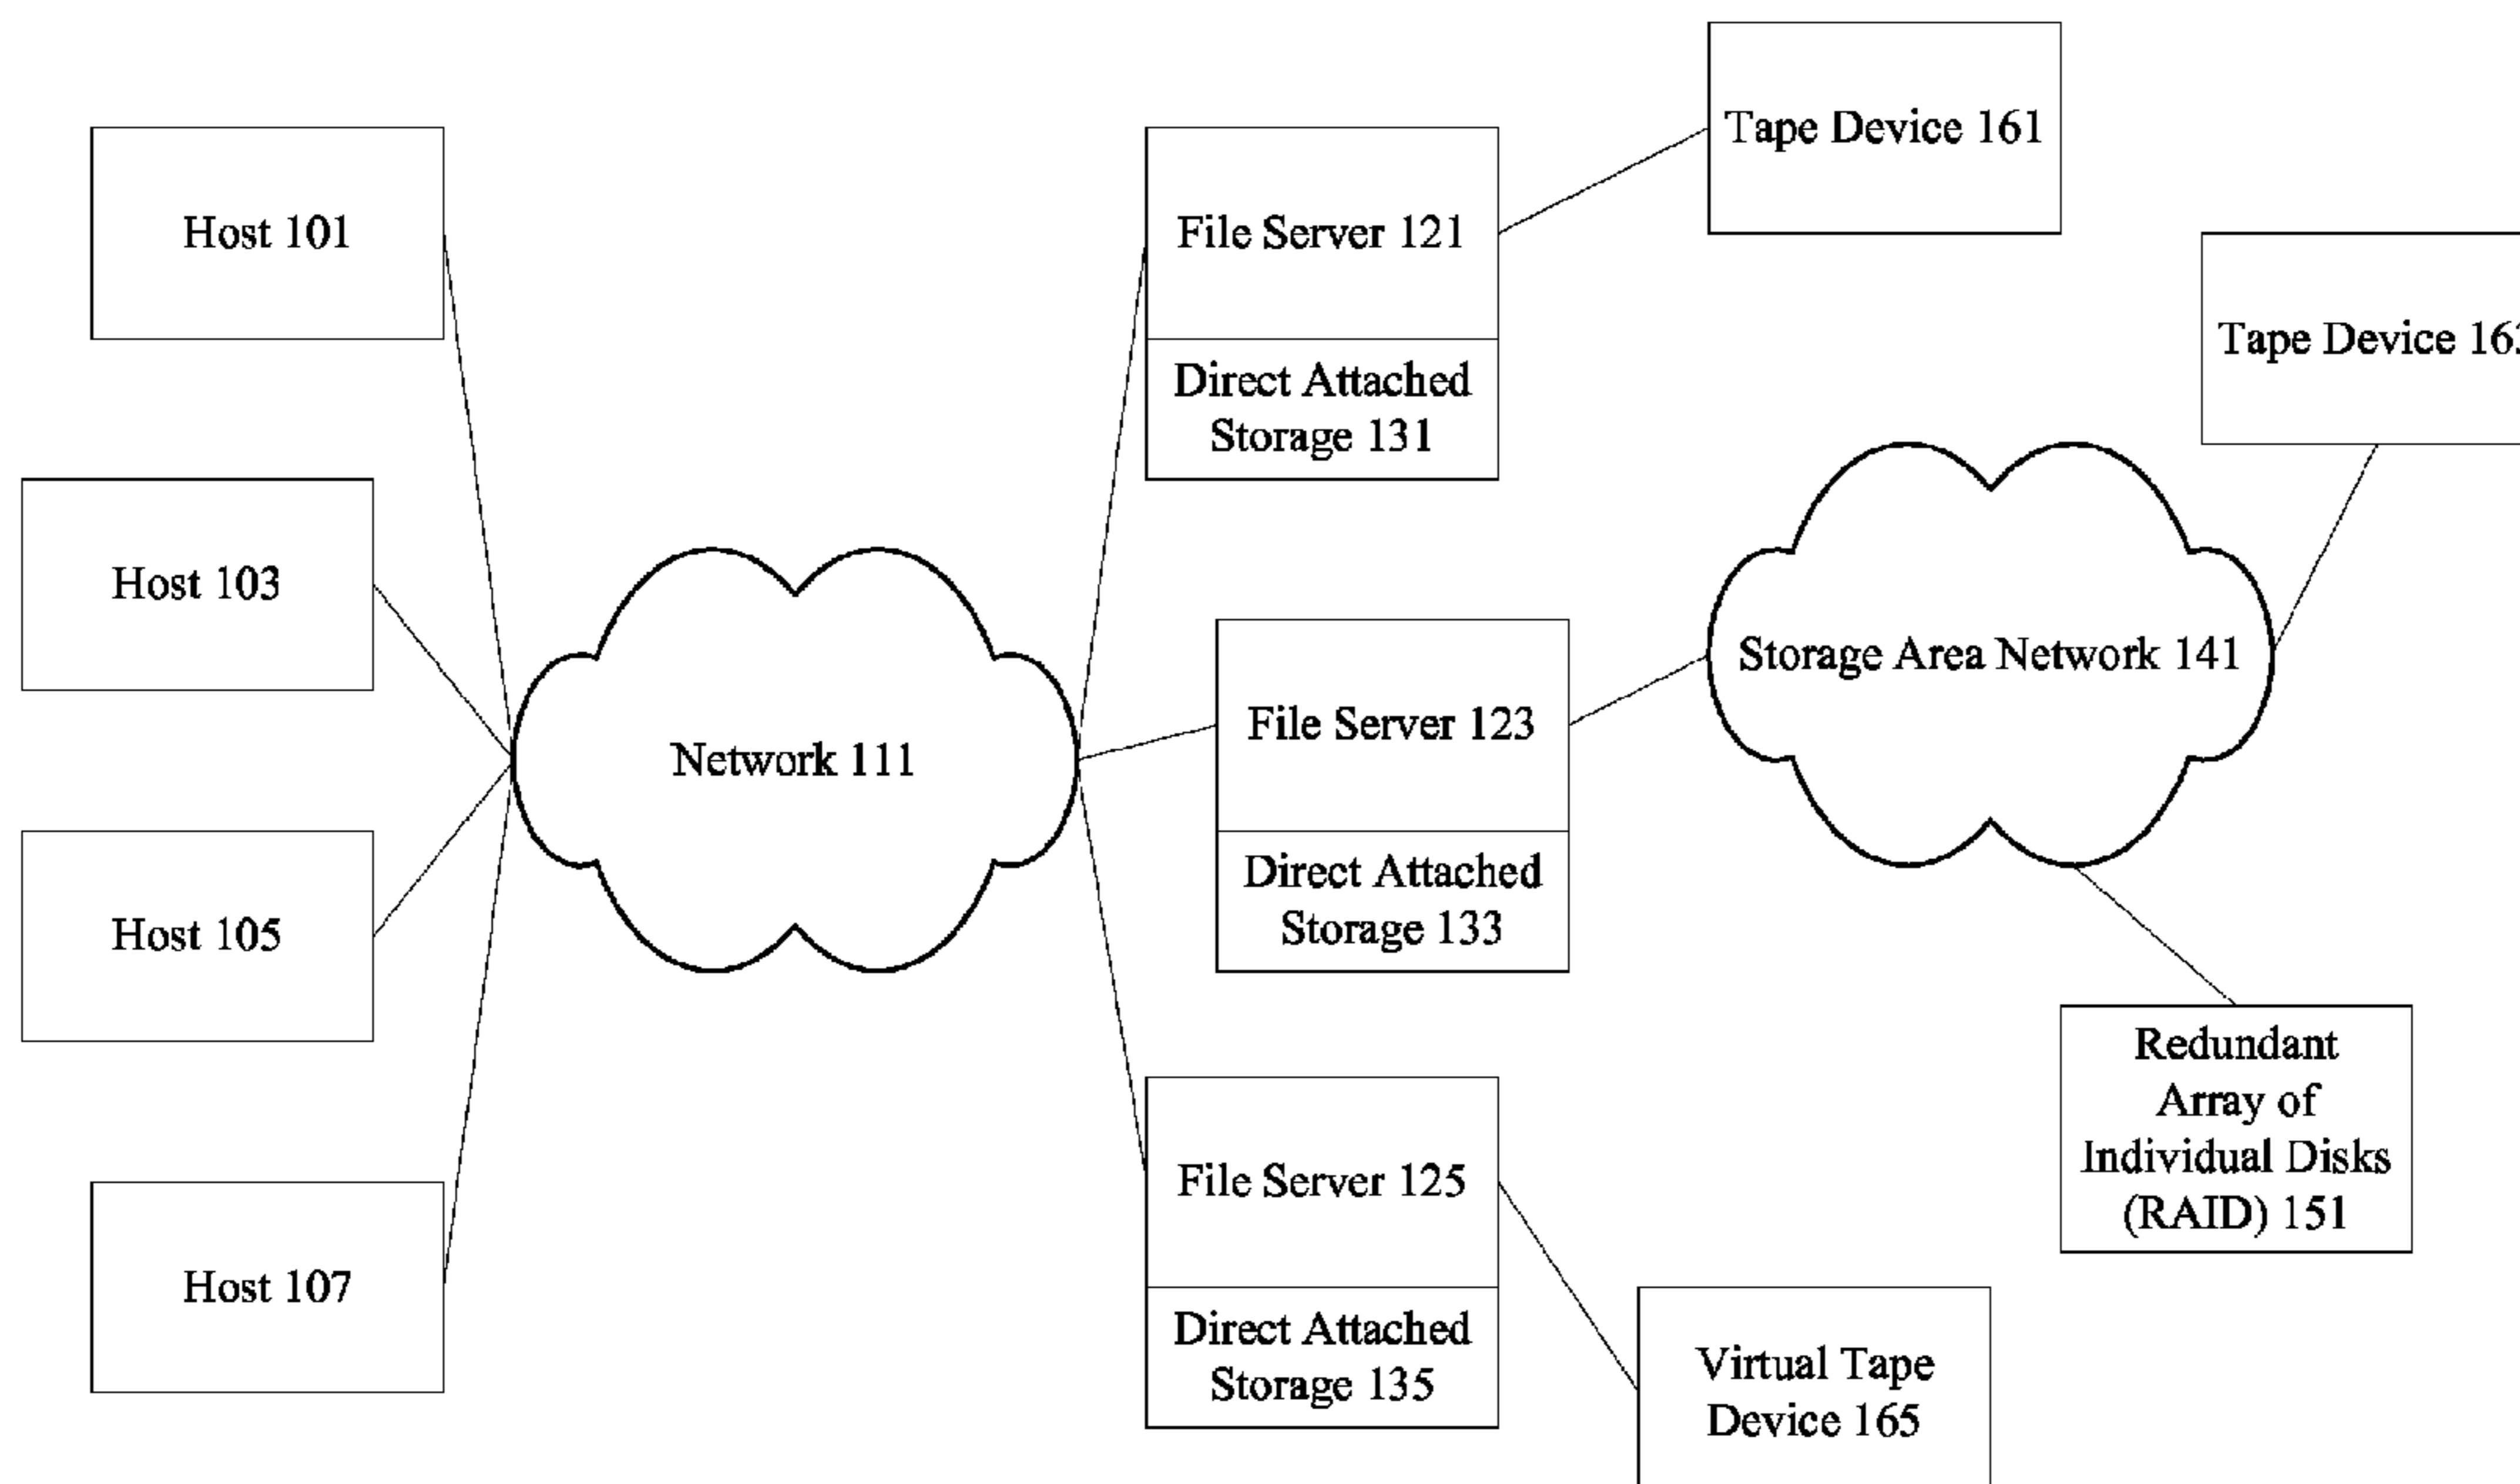 Host 101
Host 103
Host 105
Host 107
Network 111
File Server 121
Direct Attached
Storage 131
File Server 123
Direct Attached
Storage 133
File Server 125
Direct Attached
Storage 135
Tape Device 161
Tape Device
Storage Area Network 141
Redundant
Array of
Individual Disks
(RAID) 151
Virtual Tape
Device 165